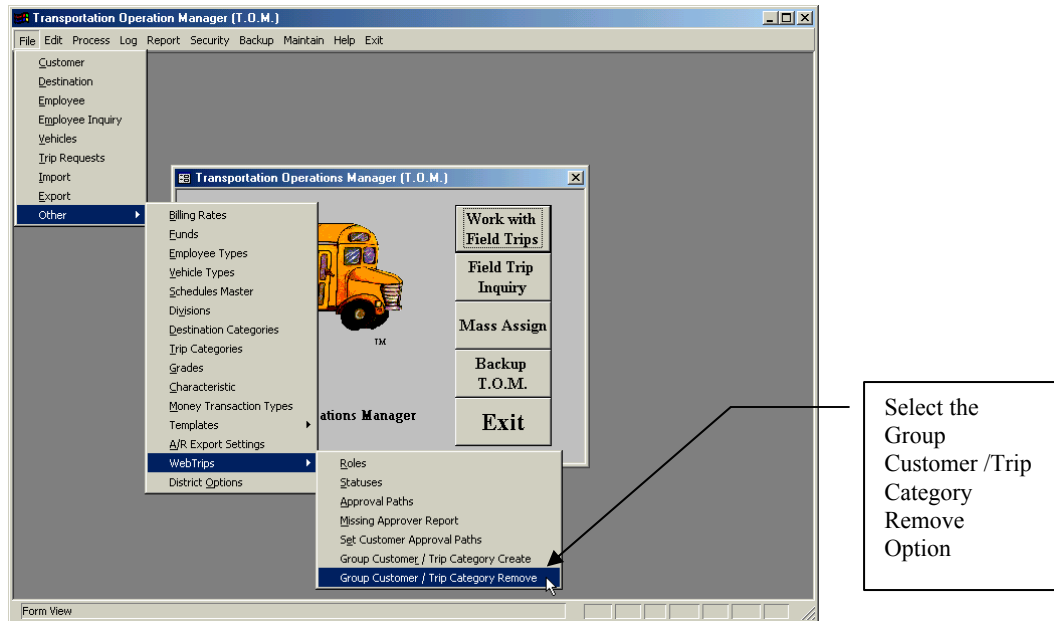 Transportation Operation Manager (T.O.M.)
File Edit Process Log Report Security Backup Maintain Help Exit
Customer
Destination
Employee
Employee Inquiry
Vehicles
Trip Requests
Import
Export
Other
Billing Rates
Funds
Employee Types
Vehicle Types
Schedules Master
Divisions
Destination Categories
Trip Categories
Grades
Characteristic
Money Transaction Types
Templates
A/R Export Settings
WebTrips
District Options
Roles
Statuses
Approval Paths
Missing Approver Report
Set Customer Approval Paths
Group Customer / Trip Category Create
Group Customer / Trip Category Remove
Transportation Operations Manager (T.O.M.)
TM
ations Manager
Work with
Field Trips
Field Trip
Inquiry
Mass Assign
Backup
T.O.M.
Exit
Select the
Group
Customer /Trip
Category
Remove
Option
Form View